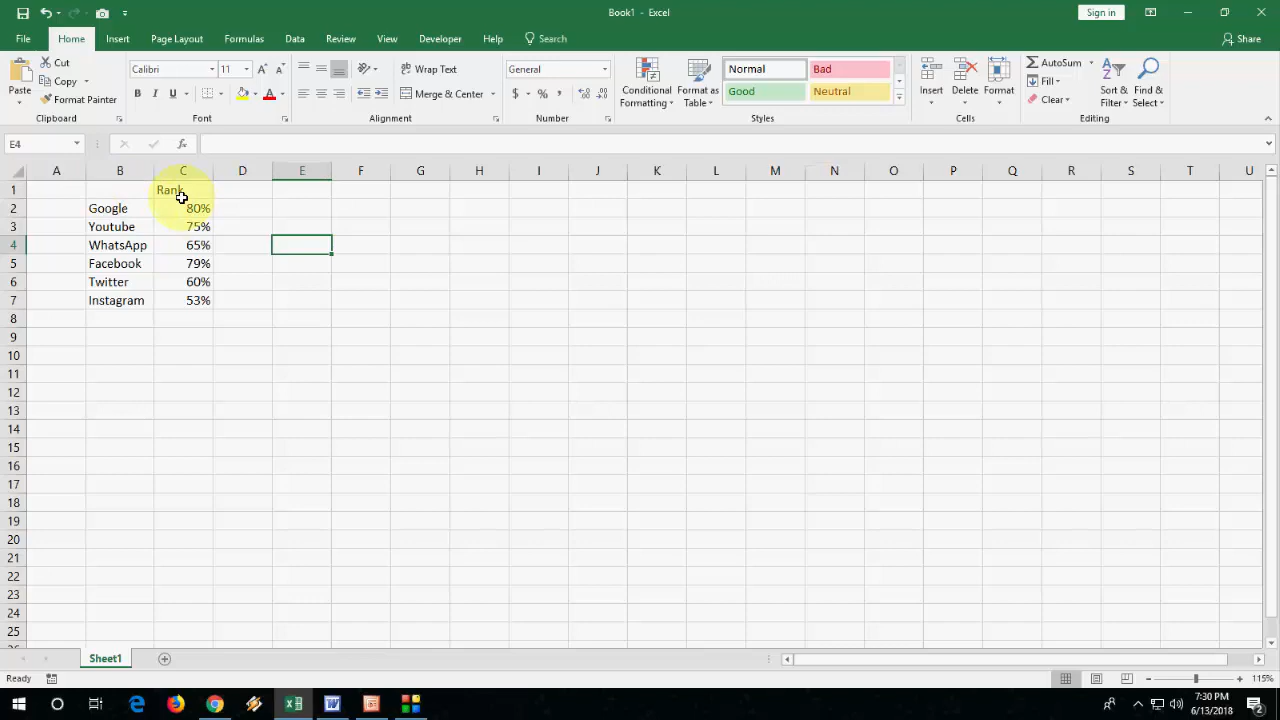 Book1 - Excel
Sign in
File Home Insert Page Layout Formulas Data Review View Developer Help Search Share
Paste
Cut
Copy
Format Painter
Clipboard
Calibri 11
B I U
Font
Wrap Text
Merge & Center
Alignment
General
$ % ,
Number
Conditional Formatting
Format as Table
Normal Bad
Good Neutral
Styles
Insert Delete Format
Cells
AutoSum
Fill
Clear
Sort & Filter
Find & Select
Editing
E4 fx
A B C D E F G H I J K L M N O P Q R S T U
1 Rank
2 Google 80%
3 Youtube 75%
4 WhatsApp 65%
5 Facebook 79%
6 Twitter 60%
7 Instagram 53%
8
9
10
11
12
13
14
15
16
17
18
19
20
21
22
23
24
25
Sheet1
Ready 115%
7:30 PM
6/13/2018
2